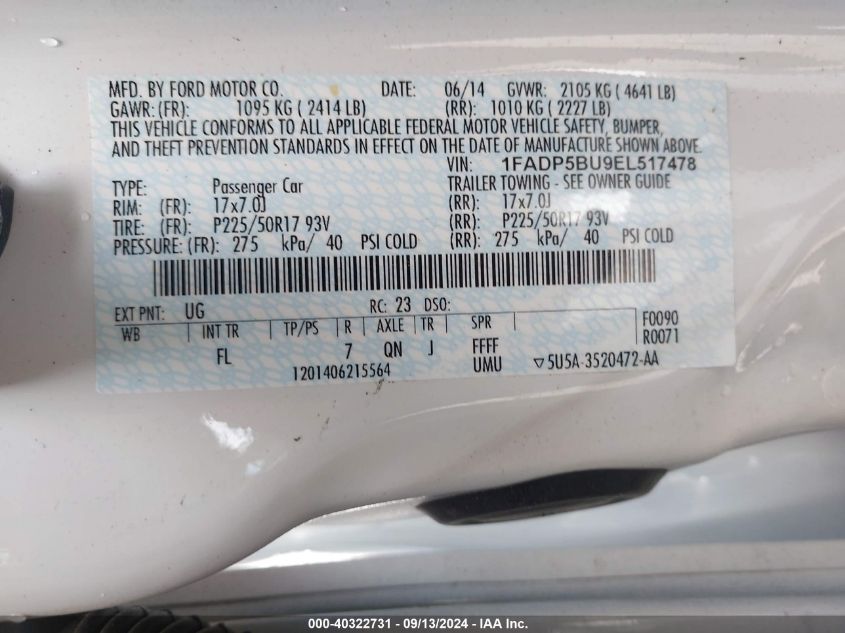 MFD. BY FORD MOTOR CO. DATE: 06/14 GVWR: 2105 KG ( 4641 LB)
GAWR: (FR): 1095 KG ( 2414 LB) (RR): 1010 KG ( 2227 LB)
THIS VEHICLE CONFORMS TO ALL APPLICABLE FEDERAL MOTOR VEHICLE SAFETY, BUMPER,
AND THEFT PREVENTION STANDARDS IN EFFECT ON THE DATE OF MANUFACTURE SHOWN ABOVE.
VIN: 1FADP5BU9EL517478
TYPE: Passenger Car TRAILER TOWING - SEE OWNER GUIDE
RIM: (FR): 17x7.0J (RR): 17x7.0J
TIRE: (FR): P225/50R17 93V (RR): P225/50R17 93V
PRESSURE: (FR): 275 kPa/ 40 PSI COLD (RR): 275 kPa/ 40 PSI COLD
EXT PNT: UG RC: 23 DSO:
WB INT TR TP/PS R AXLE TR SPR F0090
R0071
FL 7 QN J FFFF
1201406215564 UMU ▽5U5A-3520472-AA
000-40322731 - 09/13/2024 - IAA Inc.